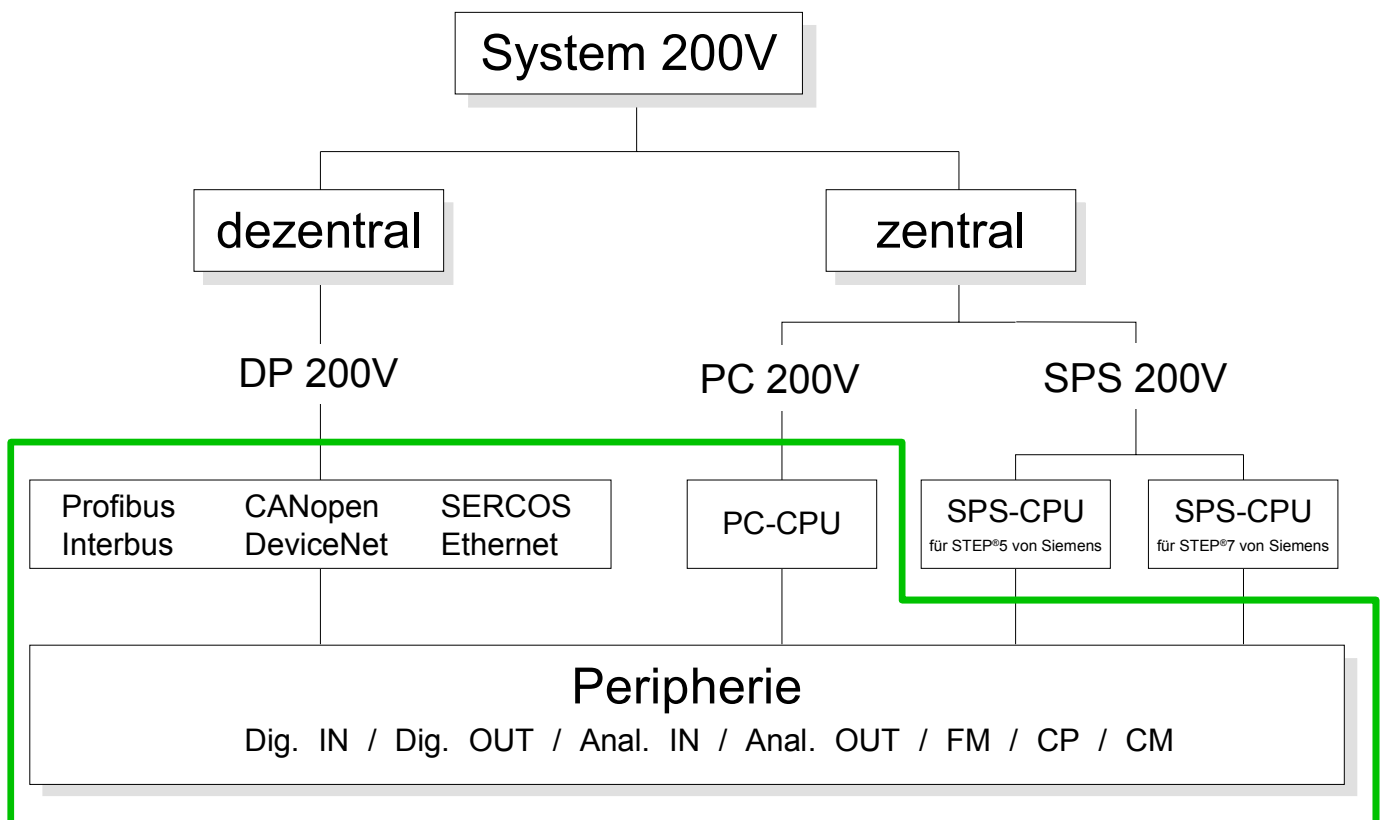 System 200V
dezentral
zentral
DP 200V
PC 200V
SPS 200V
Profibus CANopen SERCOS
Interbus DeviceNet Ethernet
PC-CPU
SPS-CPU
für STEP®5 von Siemens
SPS-CPU
für STEP®7 von Siemens
Peripherie
Dig. IN / Dig. OUT / Anal. IN / Anal. OUT / FM / CP / CM